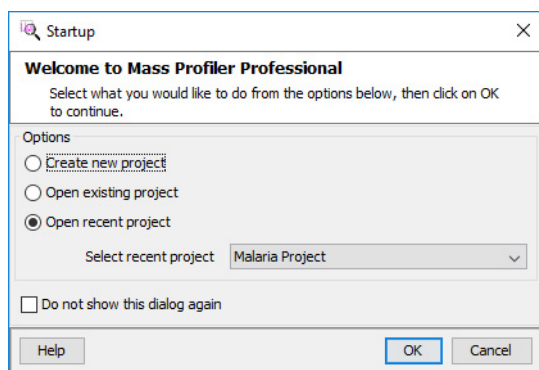 Startup
Welcome to Mass Profiler Professional
Select what you would like to do from the options below, then click on OK
to continue.
Options
Create new project
Open existing project
Open recent project
Select recent project Malaria Project
Do not show this dialog again
Help OK Cancel